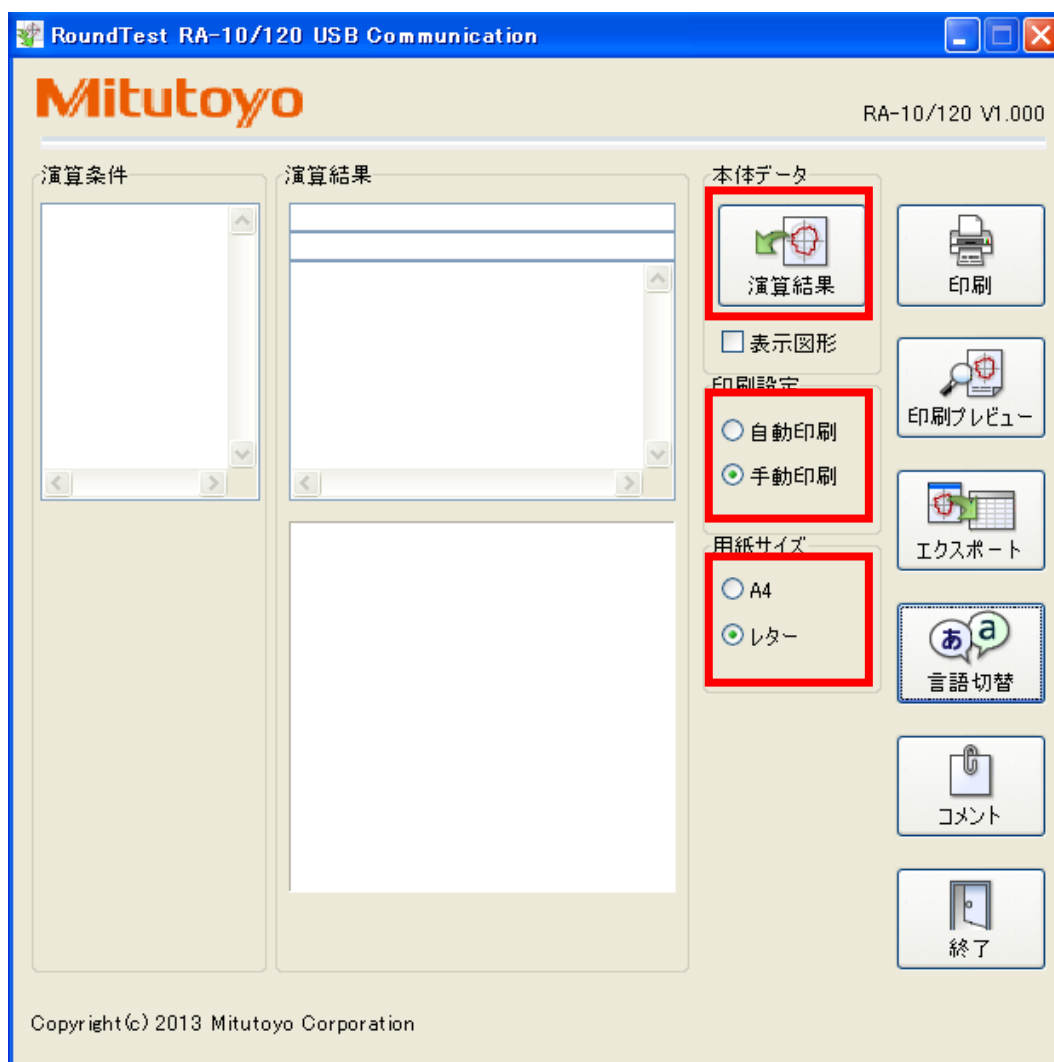 RoundTest RA-10/120 USB Communication
Mitutoyo
RA-10/120 V1.000
演算条件
演算結果
本体データ
演算結果
表示図形
印刷設定
自動印刷
手動印刷
用紙サイズ
A4
レター
印刷
印刷プレビュー
エクスポート
あ a
言語切替
コメント
終了
Copyright(c) 2013 Mitutoyo Corporation